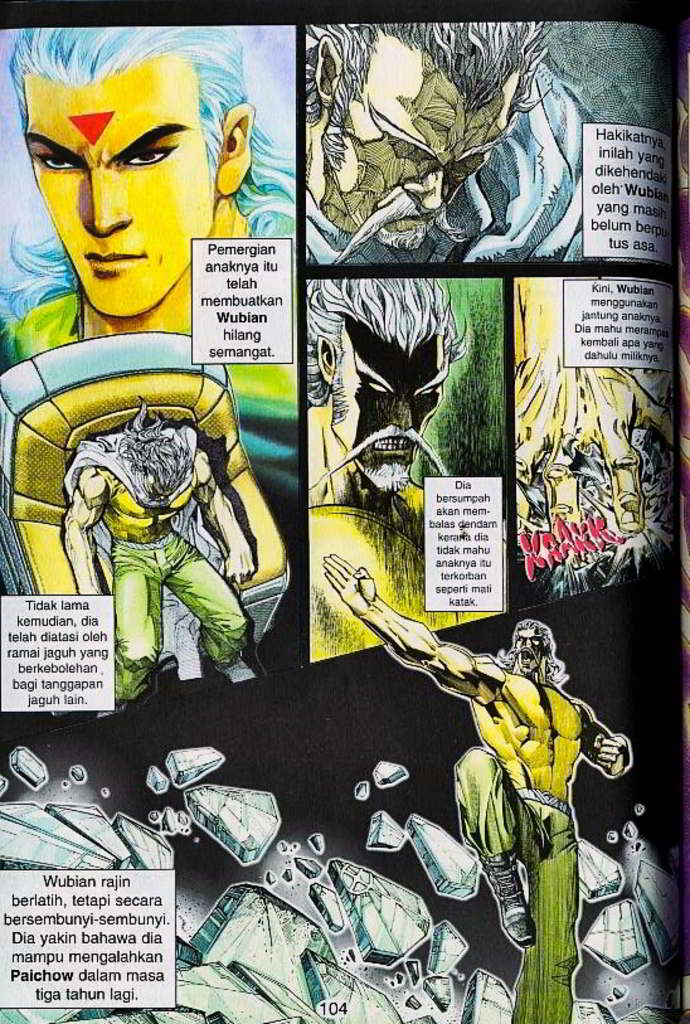 Pemergian
anaknya itu
telah
membuatkan
Wubian
hilang
semangat.
Tidak lama
kemudian, dia
telah diatasi oleh
ramai jaguh yang
berkebolehan
bagi tanggapan
jaguh lain.
Hakikatnya,
inilah yang
dikehendaki
oleh Wubian
yang masih
belum berpu-
tus asa.
Dia
bersumpah
akan mem-
balas dendam
kerana dia
tidak mahu
anaknya itu
terkorban
seperti mati
katak.
Kini, Wubian
menggunakan
jantung anaknya.
Dia mahu merampas
kembali apa yang
dahulu miliknya.
Wubian rajin
berlatih, tetapi secara
bersembunyi-sembunyi.
Dia yakin bahawa dia
mampu mengalahkan
Paichow dalam masa
tiga tahun lagi.
104